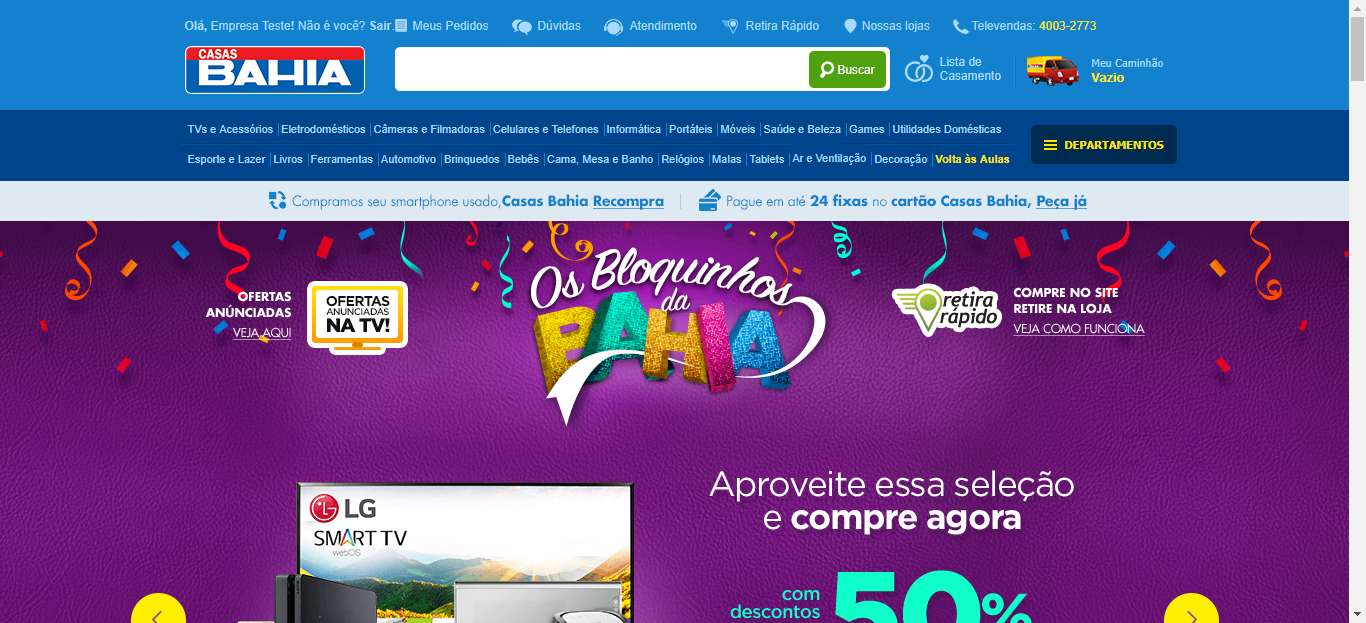 Olá, Empresa Teste! Não é você? Sair. Meus Pedidos Dúvidas Atendimento Retira Rápido Nossas lojas Televendas: 4003-2773
CASAS
BAHIA
Buscar
Lista de
Casamento
Meu Caminhão
Vazio
TVs e Acessórios Eletrodomésticos Câmeras e Filmadoras Celulares e Telefones Informática Portáteis Móveis Saúde e Beleza Games Utilidades Domésticas
Esporte e Lazer Livros Ferramentas Automotivo Brinquedos Bebês Cama, Mesa e Banho Relógios Malas Tablets Ar e Ventilação Decoração Volta às Aulas
DEPARTAMENTOS
Compramos seu smartphone usado,Casas Bahia Recompra Pague em até 24 fixas no cartão Casas Bahia, Peça já
OFERTAS
ANÚNCIADAS
VEJA AQUI
OFERTAS
ANUNCIADAS
NA TV!
Os Bloquinhos
da
BAHIA
retira
rápido
COMPRE NO SITE
RETIRE NA LOJA
VEJA COMO FUNCIONA
LG
SMART TV
webOS
Aproveite essa seleção
e compre agora
com
descontos
50%